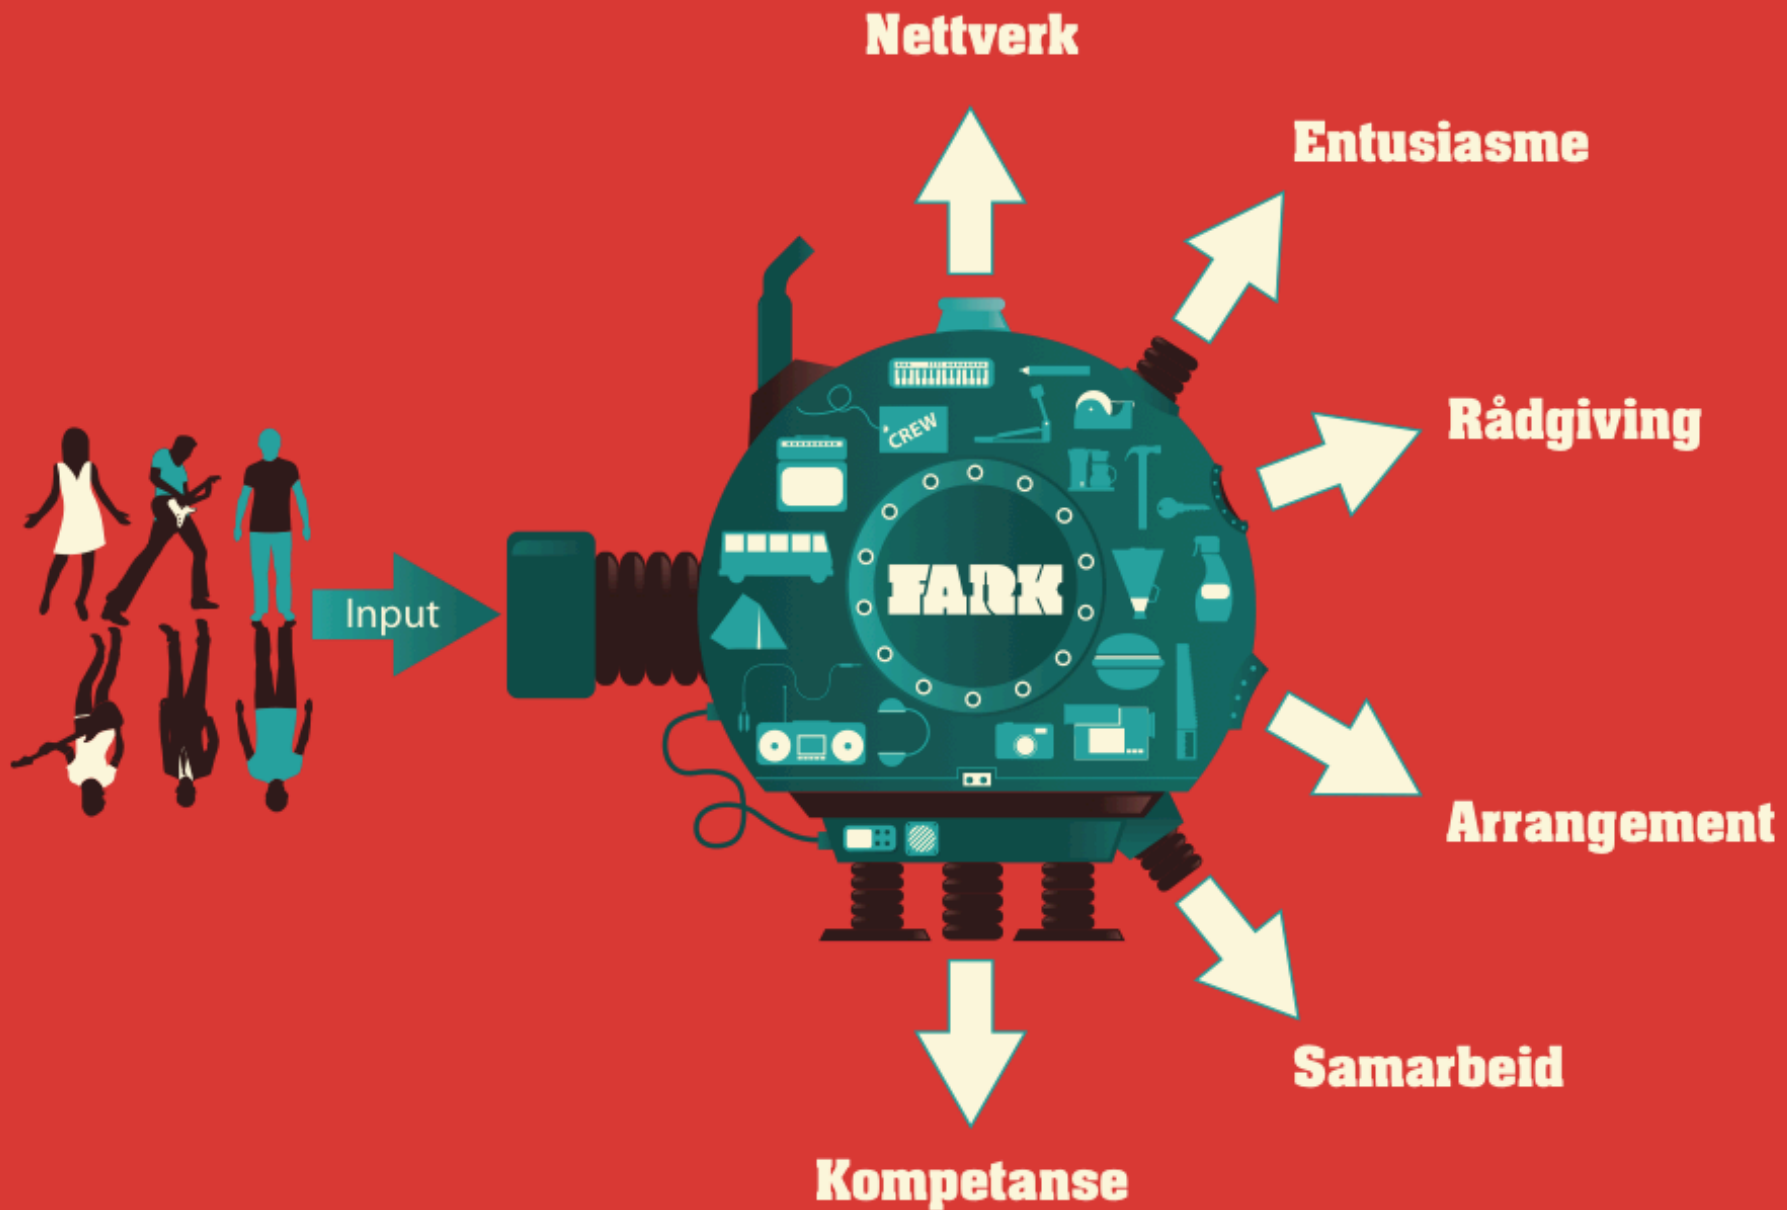 Nettverk
Entusiasme
Rådgiving
CREW
FARK
Input
Arrangement
Samarbeid
Kompetanse